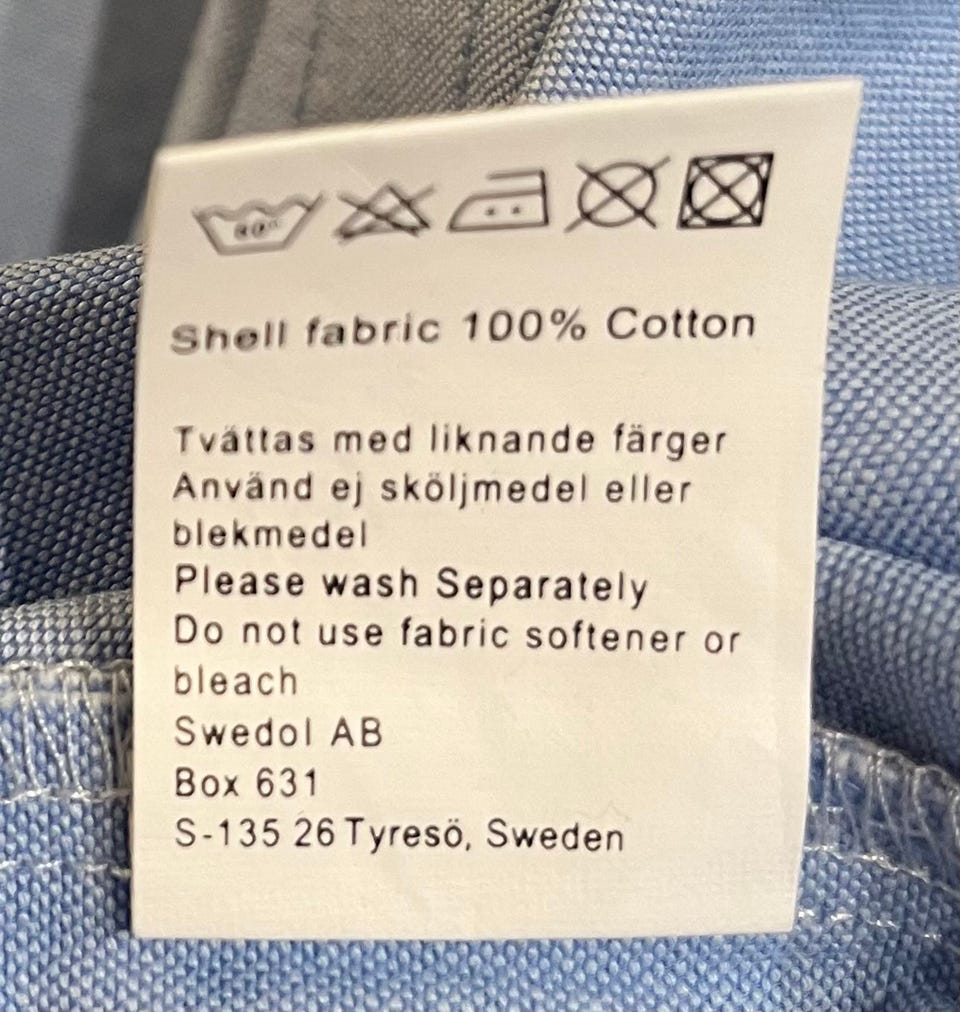 Shell fabric 100% Cotton
Tvättas med liknande färger
Använd ej sköljmedel eller
blekmedel
Please wash Separately
Do not use fabric softener or
bleach
Swedol AB
Box 631
S-135 26 Tyresö, Sweden